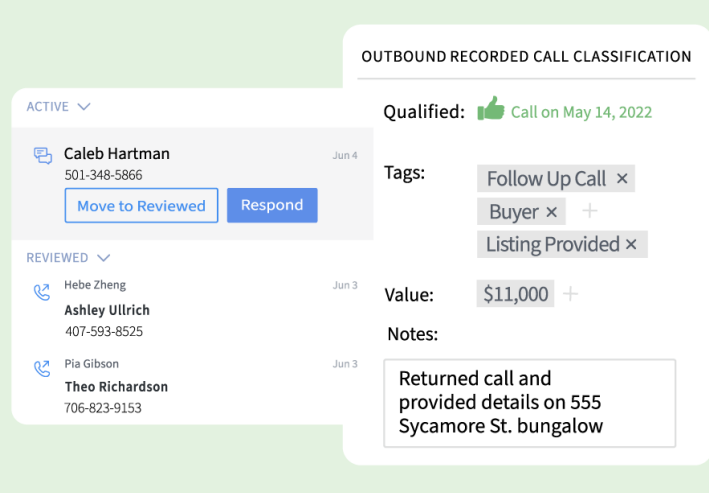 ACTIVE
Caleb Hartman
Jun 4
501-348-5866
Move to Reviewed
Respond
REVIEWED
Hebe Zheng
Jun 3
Ashley Ullrich
407-593-8525
Pia Gibson
Jun 3
Theo Richardson
706-823-9153
OUTBOUND RECORDED CALL CLASSIFICATION
Qualified: Call on May 14, 2022
Tags: Follow Up Call ×
Buyer × +
Listing Provided ×
Value: $11,000 +
Notes:
Returned call and
provided details on 555
Sycamore St. bungalow